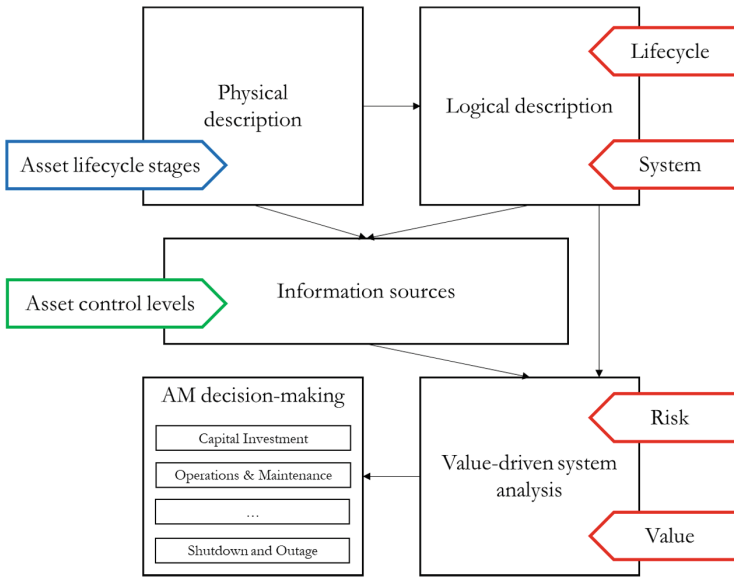 Physical
description
Logical description
Lifecycle
System
Asset lifecycle stages
Information sources
Asset control levels
AM decision-making
Capital Investment
Operations & Maintenance
…
Shutdown and Outage
Value-driven system
analysis
Risk
Value